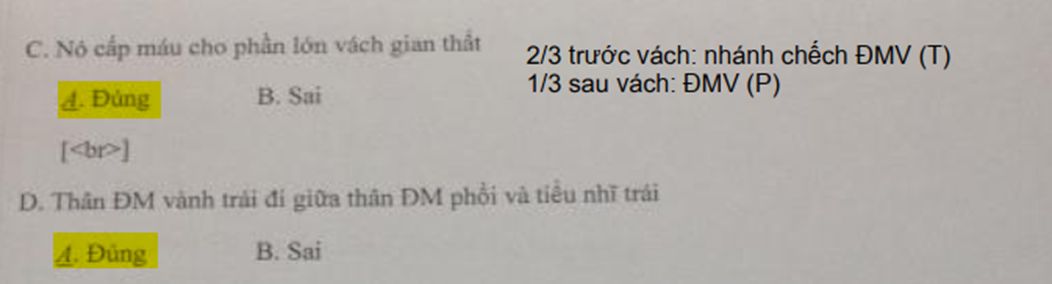 C. Nó cấp máu cho phần lớn vách gian thất
2/3 trước vách: nhánh chếch ĐMV (T)
1/3 sau vách: ĐMV (P)
A. Đúng B. Sai
[<br>]
D. Thân ĐM vành trái đi giữa thân ĐM phổi và tiểu nhĩ trái
A. Đúng B. Sai